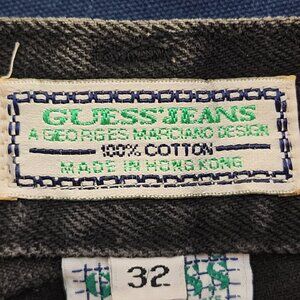 GUESS JEANS
A GEORGES MARCIANO DESIGN
100% COTTON
MADE IN HONG KONG
32